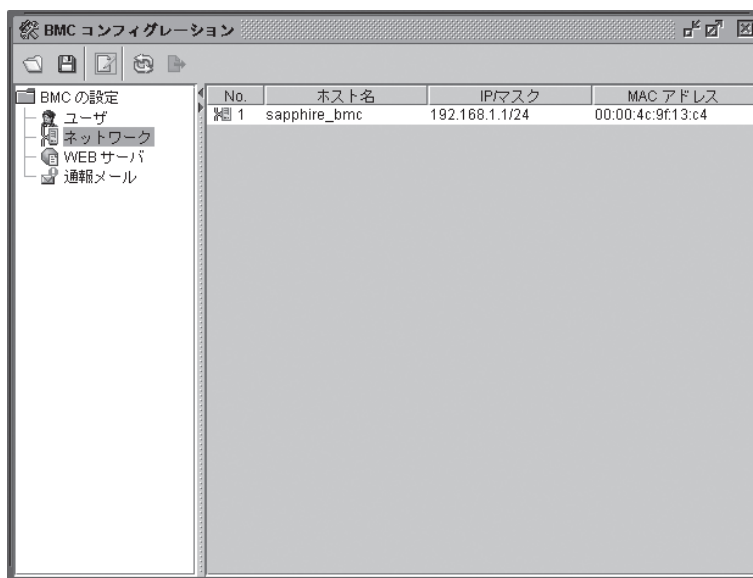 BMC コンフィグレーション
BMC の設定
ユーザ
ネットワーク
WEB サーバ
通報メール
No. ホスト名 IP/マスク MAC アドレス
1 sapphire_bmc 192.168.1.1/24 00:00:4c:9f:13:c4